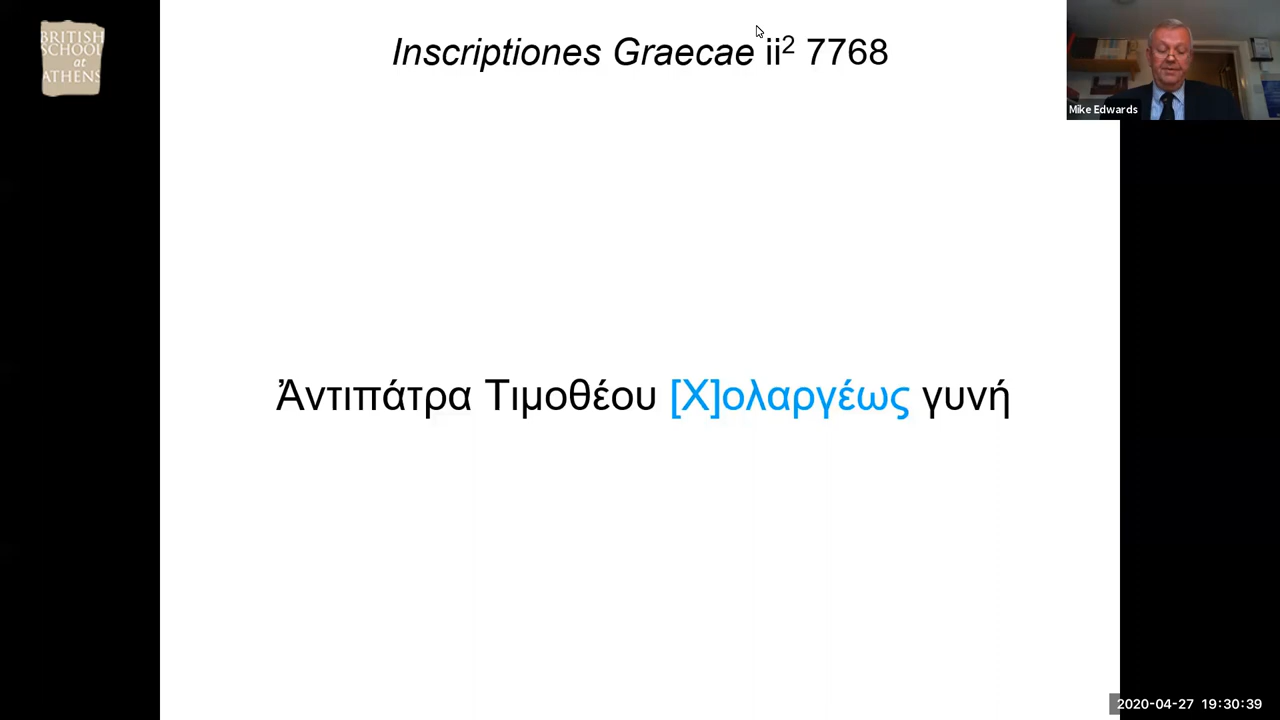 BRITISH
SCHOOL
at
ATHENS
Inscriptiones Graecae ii² 7768
Mike Edwards
Ἀντιπάτρα Τιμοθέου [Χ]ολαργέως γυνή
2020-04-27 19:30:39